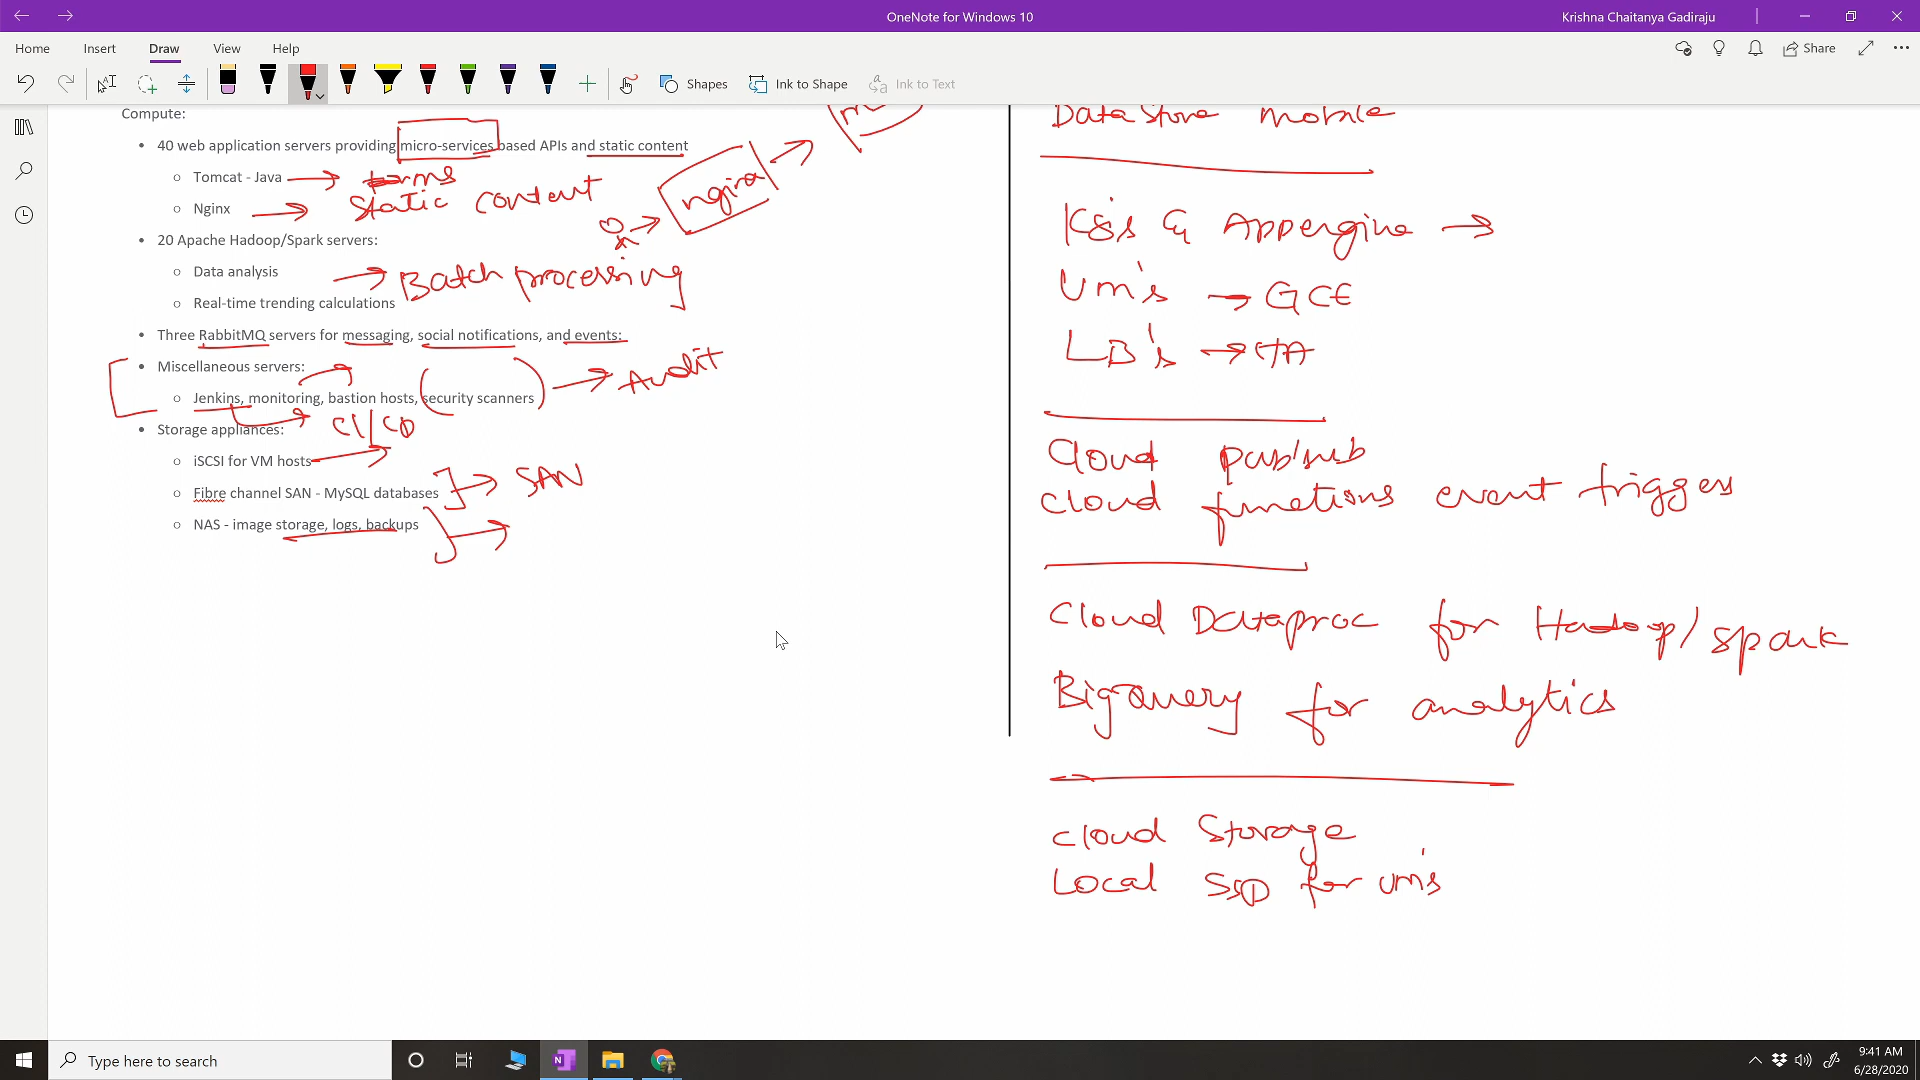 OneNote for Windows 10
Krishna Chaitanya Gadiraju
Home Insert Draw View Help
Share
Shapes
Ink to Shape
Ink to Text
Compute:
• 40 web application servers providing micro-services based APIs and static content
○ Tomcat - Java
○ Nginx
static content
• 20 Apache Hadoop/Spark servers:
○ Data analysis
Batch processing
○ Real-time trending calculations
• Three RabbitMQ servers for messaging, social notifications, and events:
• Miscellaneous servers:
Audit
○ Jenkins, monitoring, bastion hosts, security scanners
CI/CD
• Storage appliances:
○ iSCSI for VM hosts
○ Fibre channel SAN - MySQL databases
SAN
○ NAS - image storage, logs, backups
DataStore mobile
K8's & Appengine →
Vm's → GCE
LB's →
Cloud pub/sub
Cloud functions event triggers
Cloud Dataproc for Hadoop/spark
Bigquery for analytics
cloud Storage
Local SSD for vm's
Type here to search
9:41 AM
6/28/2020